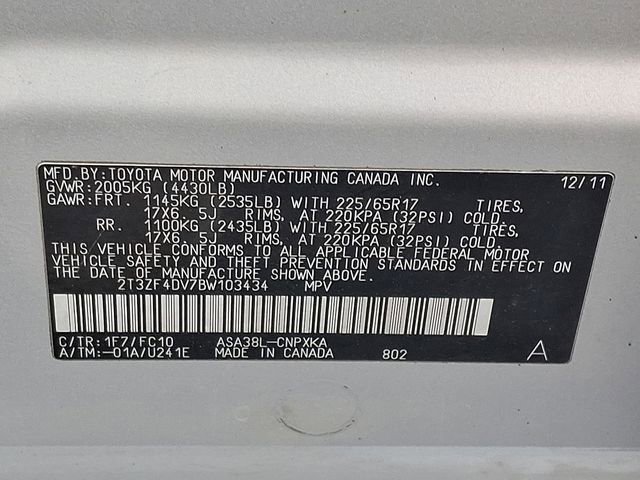 MFD.BY:TOYOTA MOTOR MANUFACTURING CANADA INC. 12/11
GVWR:2005KG (4430LB)
GAWR:FRT. 1145KG (2535LB) WITH 225/65R17 TIRES,
17X6.5J RIMS, AT 220KPA (32PSI) COLD.
RR. 1100KG (2435LB) WITH 225/65R17 TIRES,
17X6.5J RIMS, AT 220KPA (32PSI) COLD.
THIS VEHICLE CONFORMS TO ALL APPLICABLE FEDERAL MOTOR
VEHICLE SAFETY AND THEFT PREVENTION STANDARDS IN EFFECT ON
THE DATE OF MANUFACTURE SHOWN ABOVE.
2T3ZF4DV7BW103434 MPV
C/TR:1F7/FC10 ASA38L-CNPXKA
A/TM:-01A/U241E MADE IN CANADA 802 A